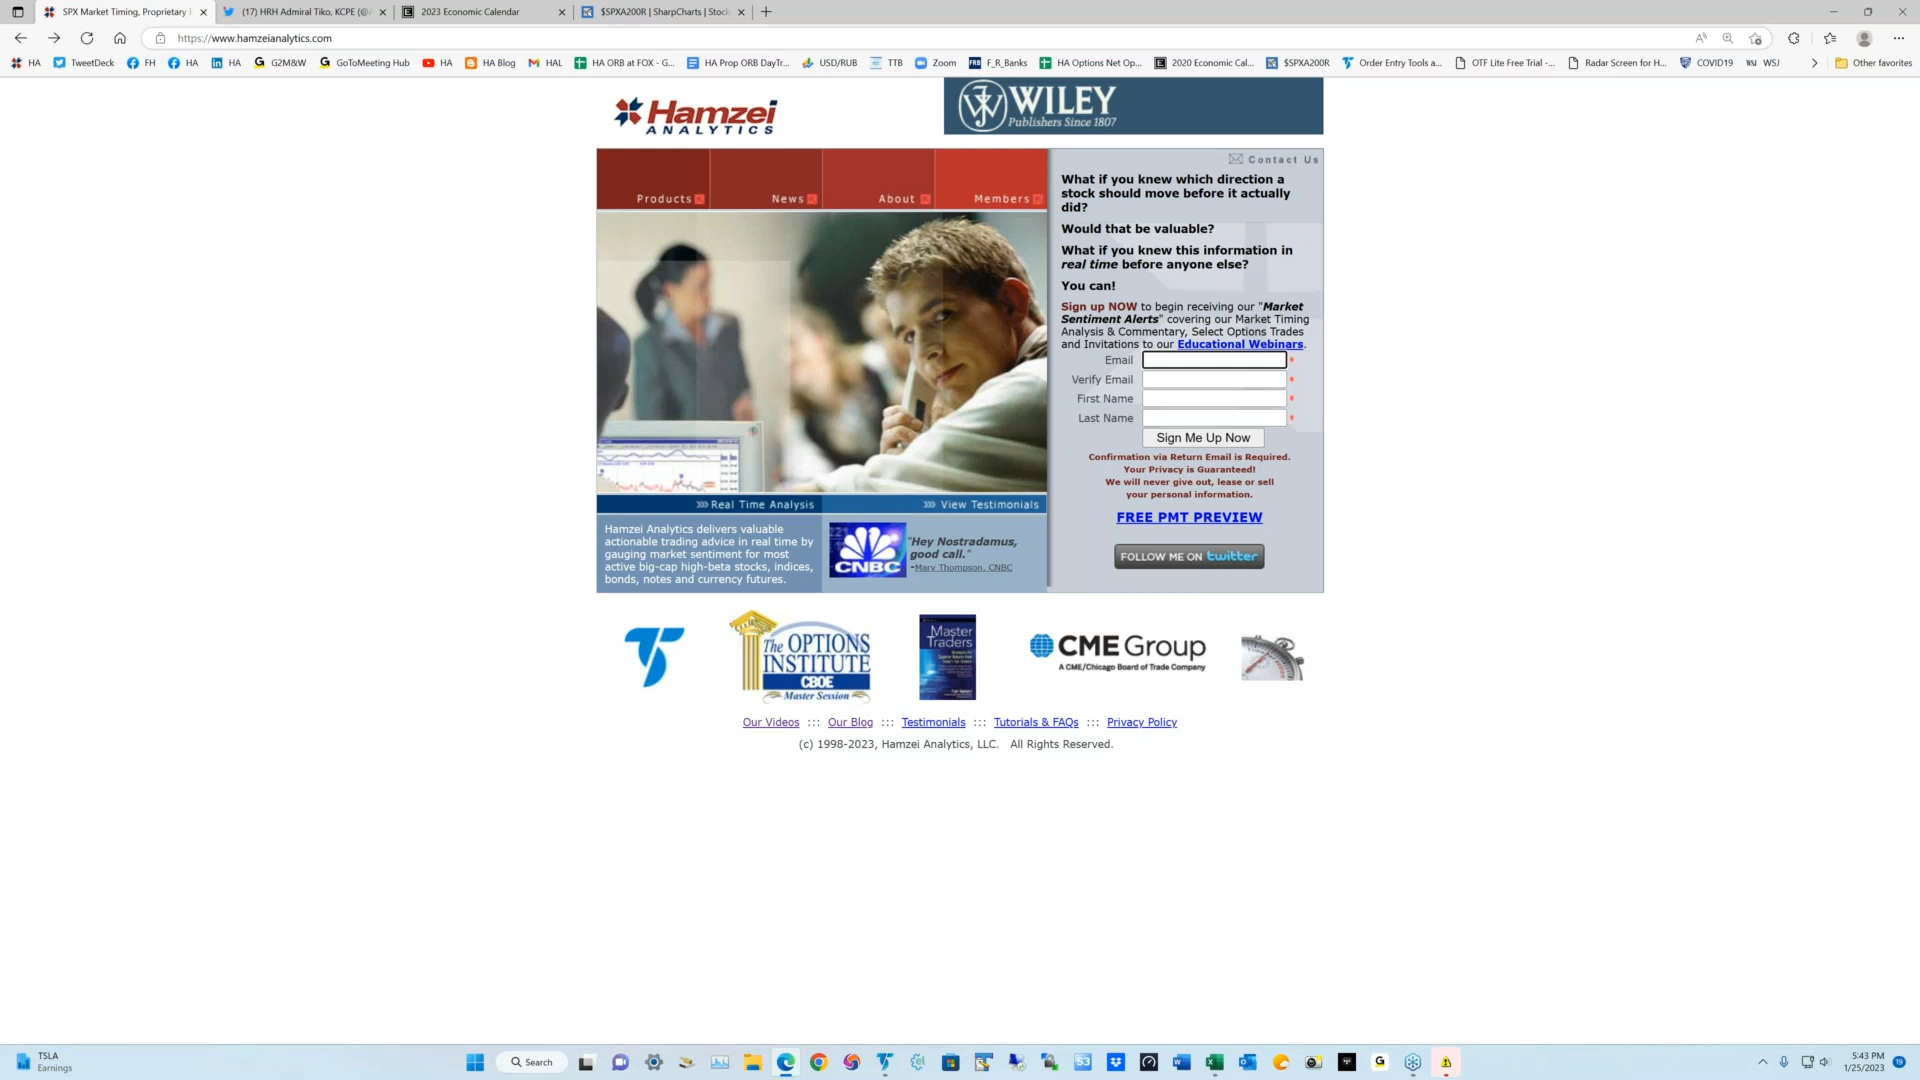 SPX Market Timing, Proprietary
(17) HRH Admiral Tiko, KCPE (@
2023 Economic Calendar
$SPXA200R | SharpCharts | Stock
https://www.hamzeianalytics.com
HA TweetDeck FH HA HA G2M&W GoToMeeting Hub HA HA Blog HAL HA ORB at FOX - G... HA Prop ORB DayTr... USD/RUB TTB Zoom F_R_Banks HA Options Net Op... 2020 Economic Cal... $SPXA200R Order Entry Tools a... OTF Lite Free Trial -... Radar Screen for H... COVID19 WSJ WSJ Other favorites
Hamzei
ANALYTICS
WILEY
Publishers Since 1807
Products News About Members
Contact Us
What if you knew which direction a
stock should move before it actually
did?
Would that be valuable?
What if you knew this information in
real time before anyone else?
You can!
Sign up NOW to begin receiving our "Market
Sentiment Alerts" covering our Market Timing
Analysis & Commentary, Select Options Trades
and Invitations to our Educational Webinars.
Email *
Verify Email *
First Name *
Last Name *
Sign Me Up Now
Confirmation via Return Email is Required.
Your Privacy is Guaranteed!
We will never give out, lease or sell
your personal information.
FREE PMT PREVIEW
FOLLOW ME ON twitter
Real Time Analysis
View Testimonials
Hamzei Analytics delivers valuable
actionable trading advice in real time by
gauging market sentiment for most
active big-cap high-beta stocks, indices,
bonds, notes and currency futures.
CNBC
"Hey Nostradamus,
good call."
-Mary Thompson, CNBC
The OPTIONS
INSTITUTE
CBOE
Master Session
Master
Traders
CME Group
A CME/Chicago Board of Trade Company
Our Videos ::: Our Blog ::: Testimonials ::: Tutorials & FAQs ::: Privacy Policy
(c) 1998-2023, Hamzei Analytics, LLC. All Rights Reserved.
TSLA
Earnings
Search
5:43 PM
1/25/2023
19